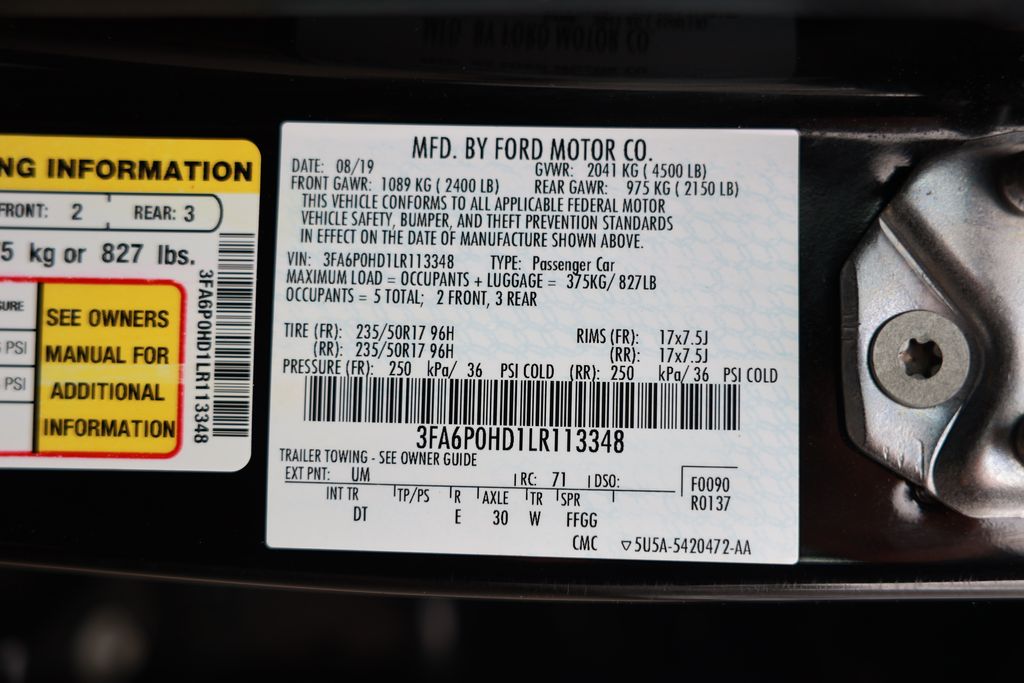 NG INFORMATION
FRONT: 2 REAR: 3
5 kg or 827 lbs.
SURE
PSI
PSI
SEE OWNERS
MANUAL FOR
ADDITIONAL
INFORMATION
3FA6P0HD1LR113348
MFD. BY FORD MOTOR CO.
DATE: 08/19 GVWR: 2041 KG ( 4500 LB)
FRONT GAWR: 1089 KG ( 2400 LB) REAR GAWR: 975 KG ( 2150 LB)
THIS VEHICLE CONFORMS TO ALL APPLICABLE FEDERAL MOTOR
VEHICLE SAFETY, BUMPER, AND THEFT PREVENTION STANDARDS
IN EFFECT ON THE DATE OF MANUFACTURE SHOWN ABOVE.
VIN: 3FA6P0HD1LR113348 TYPE: Passenger Car
MAXIMUM LOAD = OCCUPANTS + LUGGAGE = 375KG/ 827LB
OCCUPANTS = 5 TOTAL; 2 FRONT, 3 REAR
TIRE (FR): 235/50R17 96H RIMS (FR): 17x7.5J
(RR): 235/50R17 96H (RR): 17x7.5J
PRESSURE (FR): 250 kPa/ 36 PSI COLD (RR): 250 kPa/ 36 PSI COLD
3FA6P0HD1LR113348
TRAILER TOWING - SEE OWNER GUIDE
EXT PNT: UM RC: 71 DSO:
F0090
R0137
INT TR TP/PS R AXLE TR SPR
DT E 30 W FFGG
CMC ▽5U5A-5420472-AA